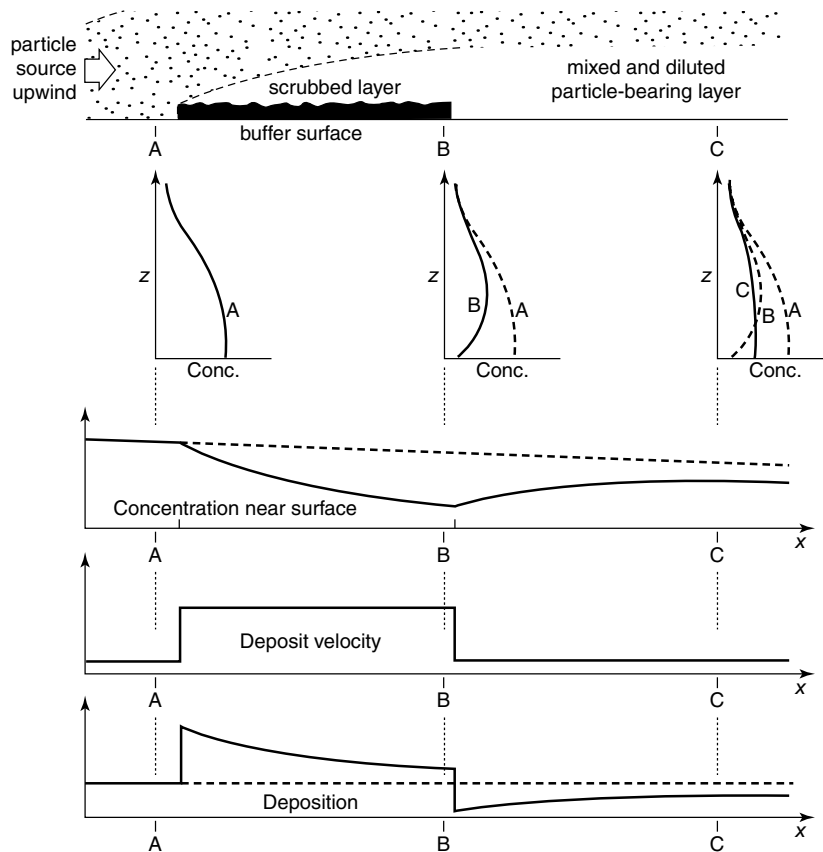 particle
source
upwind
scrubbed layer
mixed and diluted
particle-bearing layer
buffer surface
A
B
C
z
A
Conc.
z
B
A
Conc.
z
C
B
A
Conc.
Concentration near surface
A
B
C
x
Deposit velocity
A
B
C
x
Deposition
A
B
C
x